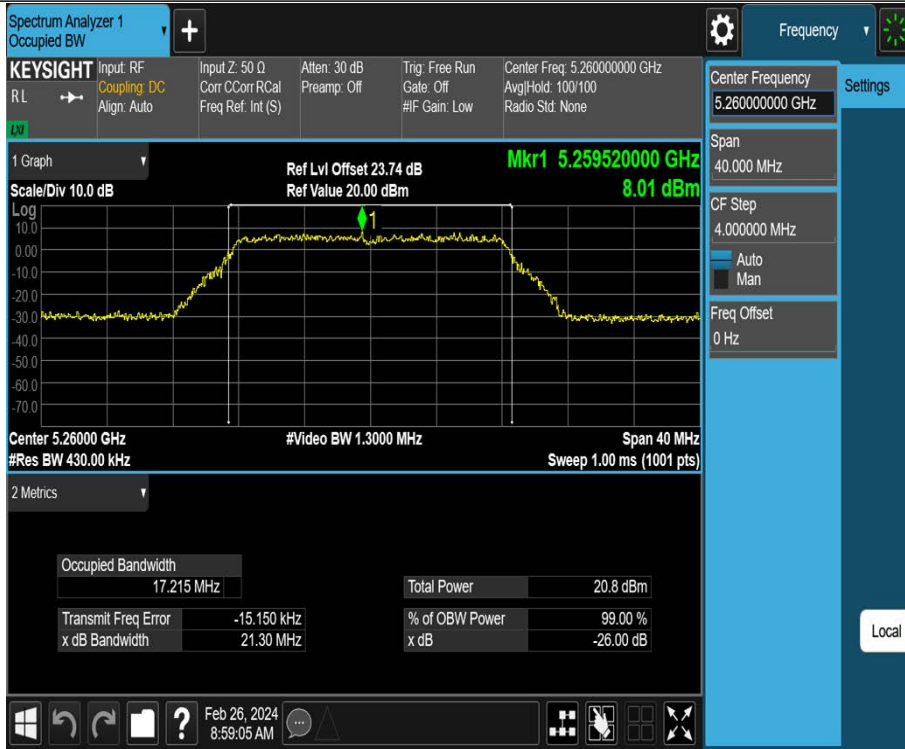 Spectrum Analyzer 1
Occupied BW
+
Frequency
KEYSIGHT
RL
LXI
Input: RF
Coupling: DC
Align: Auto
Input Z: 50 Ω
Corr CCorr RCal
Freq Ref: Int (S)
Atten: 30 dB
Preamp: Off
Trig: Free Run
Gate: Off
#IF Gain: Low
Center Freq: 5.260000000 GHz
Avg|Hold: 100/100
Radio Std: None
Center Frequency
5.260000000 GHz
Settings
Span
40.000 MHz
CF Step
4.000000 MHz
Auto
Man
Freq Offset
0 Hz
1 Graph
Scale/Div 10.0 dB
Ref Lvl Offset 23.74 dB
Ref Value 20.00 dBm
Mkr1 5.259520000 GHz
8.01 dBm
Log
10.0
0.00
-10.0
-20.0
-30.0
-40.0
-50.0
-60.0
-70.0
1
Center 5.26000 GHz
#Res BW 430.00 kHz
#Video BW 1.3000 MHz
Span 40 MHz
Sweep 1.00 ms (1001 pts)
2 Metrics
Occupied Bandwidth
17.215 MHz
Total Power 20.8 dBm
Transmit Freq Error -15.150 kHz
% of OBW Power 99.00 %
x dB Bandwidth 21.30 MHz
x dB -26.00 dB
Local
?
Feb 26, 2024
8:59:05 AM